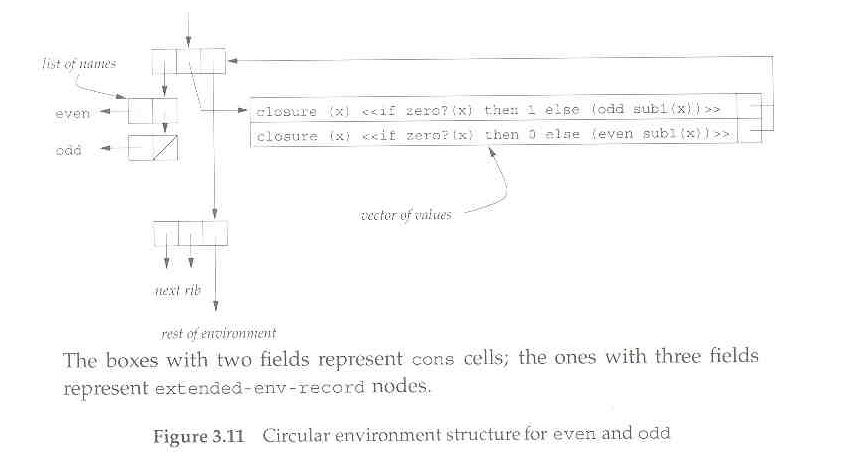 list of names
even
odd
closure (x) <<if zero?(x) then 1 else (odd sub1(x))>>
closure (x) <<if zero?(x) then 0 else (even sub1(x))>>
vector of values
next rib
rest of environment
The boxes with two fields represent cons cells; the ones with three fields
represent extended-env-record nodes.
Figure 3.11 Circular environment structure for even and odd